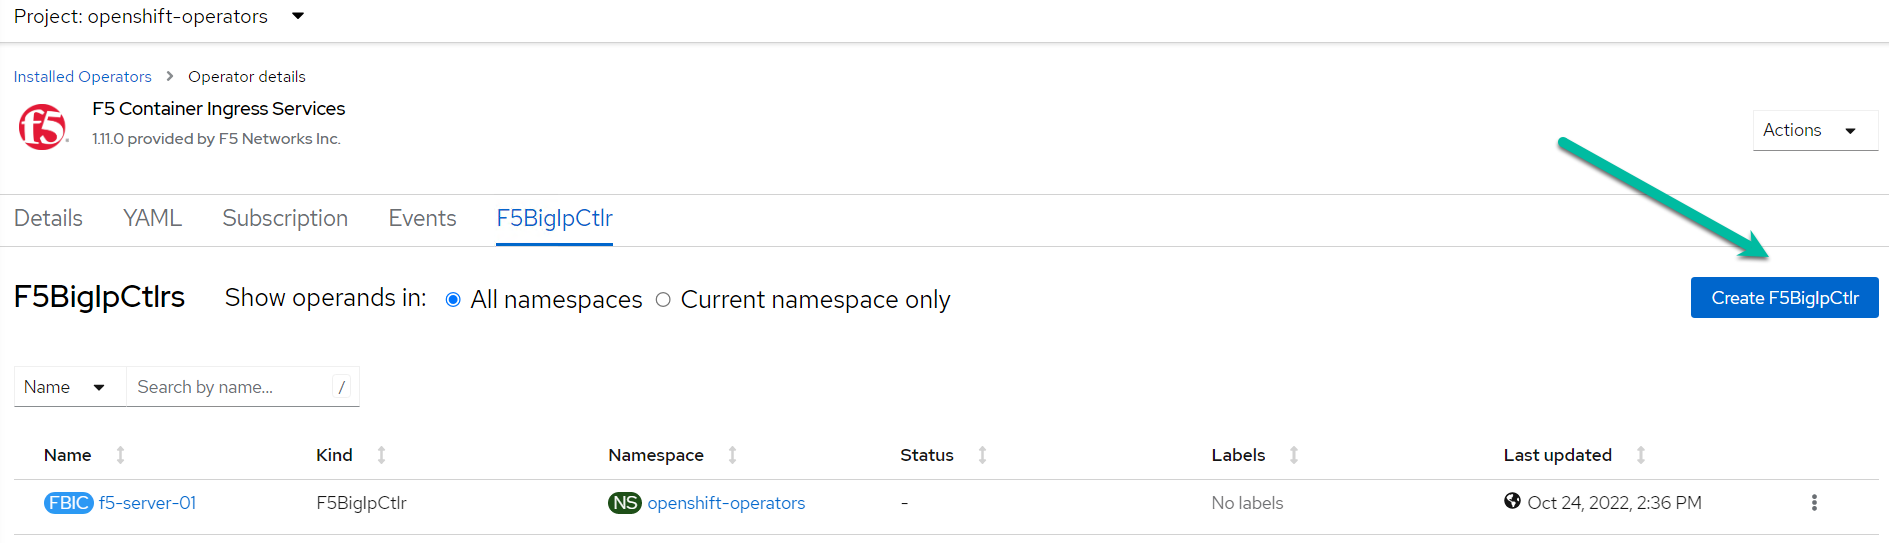 Project: openshift-operators
Installed Operators > Operator details
f5
F5 Container Ingress Services
1.11.0 provided by F5 Networks Inc.
Actions
Details YAML Subscription Events F5BigIpCtlr
F5BigIpCtlrs Show operands in: All namespaces Current namespace only Create F5BigIpCtlr
Name Search by name... /
Name Kind Namespace Status Labels Last updated
FBIC f5-server-01 F5BigIpCtlr NS openshift-operators - No labels Oct 24, 2022, 2:36 PM